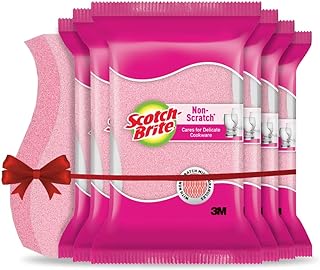 Scotch-
Brite
Non-
Scratch*
Cares for Delicate
Cookware
3M